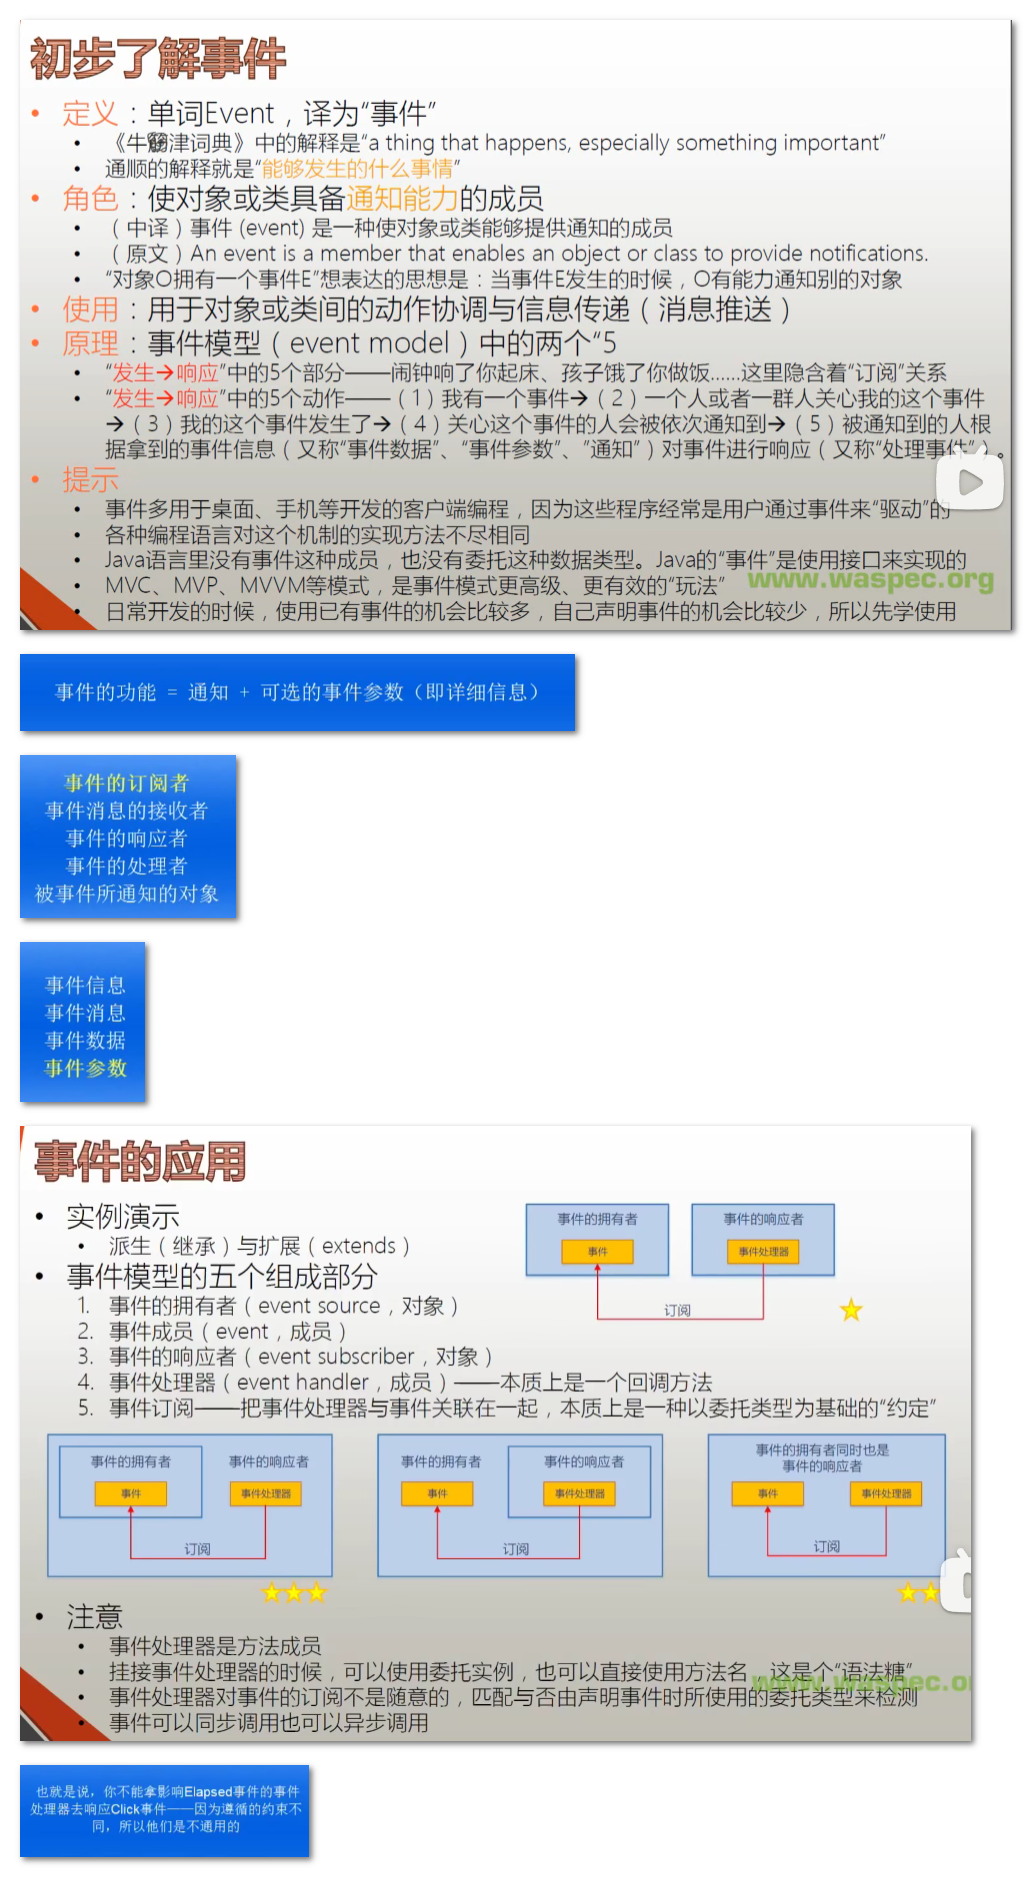 初步了解事件
• 定义：单词Event，译为“事件”
• 《牛津词典》中的解释是“a thing that happens, especially something important”
• 通顺的解释就是“能够发生的什么事情”
• 角色：使对象或类具备通知能力的成员
• （中译）事件 (event) 是一种使对象或类能够提供通知的成员
• （原文）An event is a member that enables an object or class to provide notifications.
• “对象O拥有一个事件E”想表达的思想是：当事件E发生的时候，O有能力通知别的对象
• 使用：用于对象或类间的动作协调与信息传递（消息推送）
• 原理：事件模型（event model）中的两个“5
• “发生→响应”中的5个部分——闹钟响了你起床、孩子饿了你做饭……这里隐含着“订阅”关系
• “发生→响应”中的5个动作——（1）我有一个事件→（2）一个人或者一群人关心我的这个事件
→（3）我的这个事件发生了→（4）关心这个事件的人会被依次通知到→（5）被通知到的人根
据拿到的事件信息（又称“事件数据”、“事件参数”、“通知”）对事件进行响应（又称“处理事件”）。
• 提示
• 事件多用于桌面、手机等开发的客户端编程，因为这些程序经常是用户通过事件来“驱动”的
• 各种编程语言对这个机制的实现方法不尽相同
• Java语言里没有事件这种成员，也没有委托这种数据类型。Java的“事件”是使用接口来实现的
• MVC、MVP、MVVM等模式，是事件模式更高级、更有效的“玩法”
www.waspec.org
• 日常开发的时候，使用已有事件的机会比较多，自己声明事件的机会比较少，所以先学使用
事件的功能 = 通知 + 可选的事件参数（即详细信息）
事件的订阅者
事件消息的接收者
事件的响应者
事件的处理者
被事件所通知的对象
事件信息
事件消息
事件数据
事件参数
事件的应用
• 实例演示
• 派生（继承）与扩展（extends）
• 事件模型的五个组成部分
1. 事件的拥有者（event source，对象）
2. 事件成员（event，成员）
3. 事件的响应者（event subscriber，对象）
4. 事件处理器（event handler，成员）——本质上是一个回调方法
5. 事件订阅——把事件处理器与事件关联在一起，本质上是一种以委托类型为基础的“约定”
事件的拥有者
事件
事件的响应者
事件处理器
订阅
事件的拥有者
事件
事件的响应者
事件处理器
订阅
事件的拥有者
事件
事件的响应者
事件处理器
订阅
事件的拥有者同时也是
事件的响应者
事件
事件处理器
订阅
• 注意
• 事件处理器是方法成员
• 挂接事件处理器的时候，可以使用委托实例，也可以直接使用方法名，这是个“语法糖”
www.waspec.or
• 事件处理器对事件的订阅不是随意的，匹配与否由声明事件时所使用的委托类型来检测
• 事件可以同步调用也可以异步调用
也就是说，你不能拿影响Elapsed事件的事件
处理器去响应Click事件——因为遵循的约束不
同，所以他们是不通用的